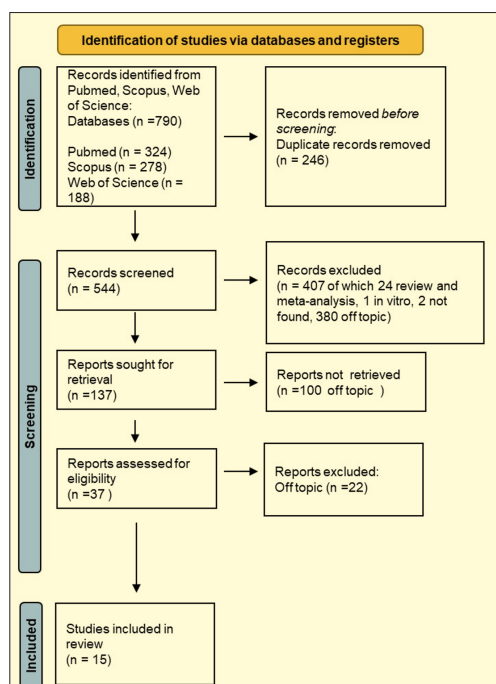 Identification of studies via databases and registers
Identification
Records identified from
Pubmed, Scopus, Web
of Science:
Databases (n =790)
Pubmed (n = 324)
Scopus (n = 278)
Web of Science (n =
188)
Records removed before
screening:
Duplicate records removed
(n = 246)
Screening
Records screened
(n = 544)
Records excluded
(n = 407 of which 24 review and
meta-analysis, 1 in vitro, 2 not
found, 380 off topic)
Reports sought for
retrieval
(n =137)
Reports not retrieved
(n =100 off topic )
Reports assessed for
eligibility
(n =37 )
Reports excluded:
Off topic (n =22)
Included
Studies included in
review
(n = 15)